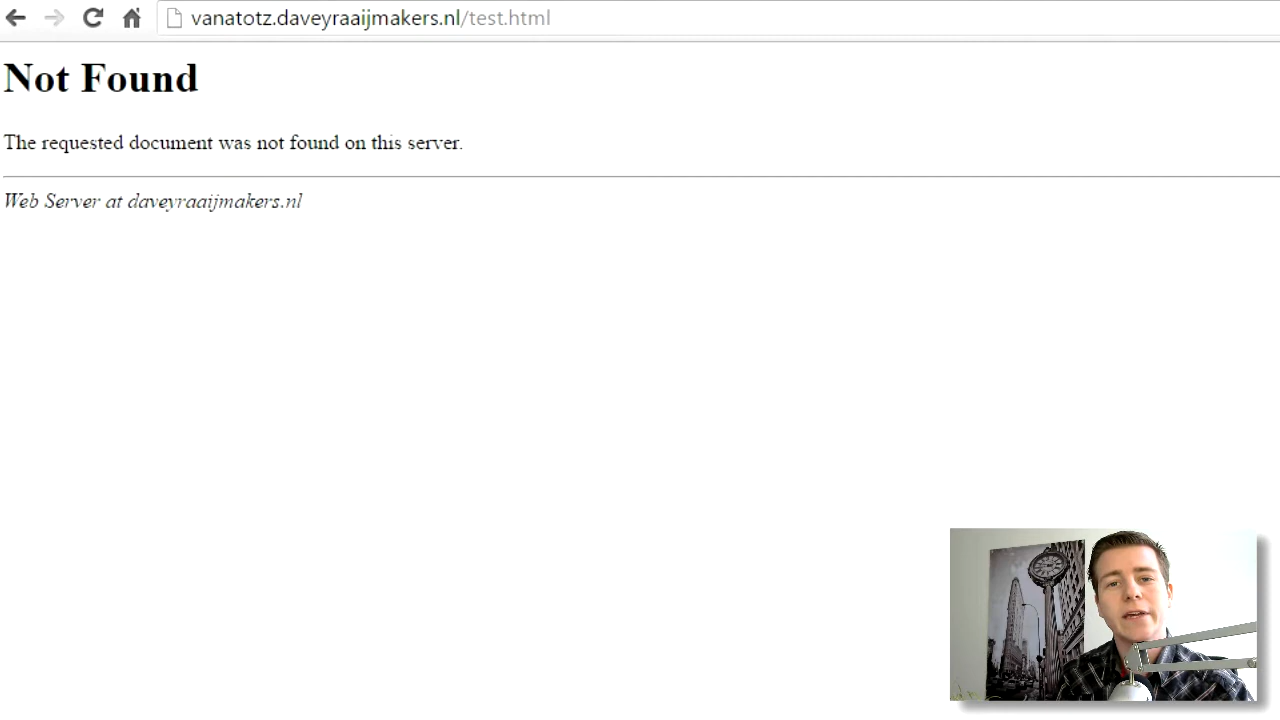 vanatotz.daveyraaijmakers.nl/test.html
Not Found
The requested document was not found on this server.
Web Server at daveyraaijmakers.nl